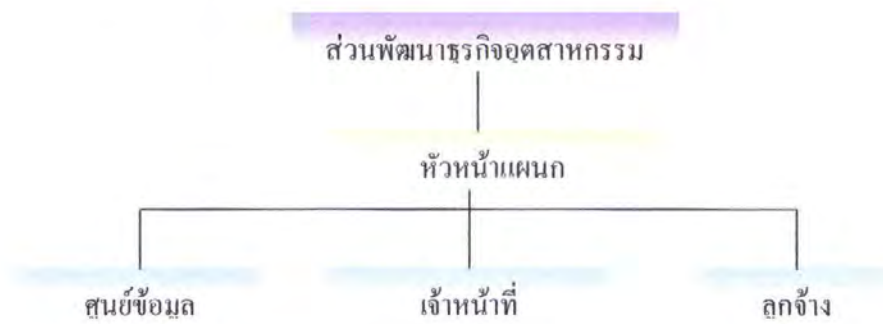 ส่วนพัฒนาธุรกิจอุตสาหกรรม
หัวหน้าแผนก
ศูนย์ข้อมูล
เจ้าหน้าที่
ลูกจ้าง